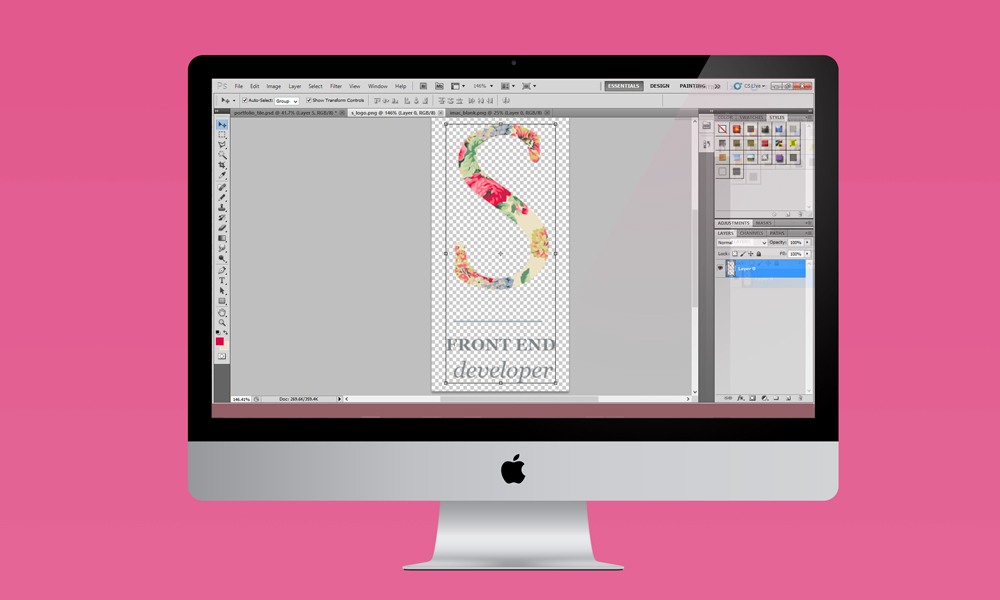 Ps File Edit Image Layer Select Filter View Window Help 146% ESSENTIALS DESIGN PAINTING CS Live
Auto-Select: Group Show Transform Controls
portfolio_tile.psd @ 41.7% (Layer 5, RGB/8) * s_logo.png @ 146% (Layer 0, RGB/8) imac_blank.png @ 25% (Layer 0, RGB/8)
COLOR SWATCHES STYLES
S
ADJUSTMENTS MASKS
LAYERS CHANNELS PATHS
Normal Opacity: 100%
Lock: Fill: 100%
Layer 0
FRONT END
developer
146.41% Doc: 269.6K/359.4K